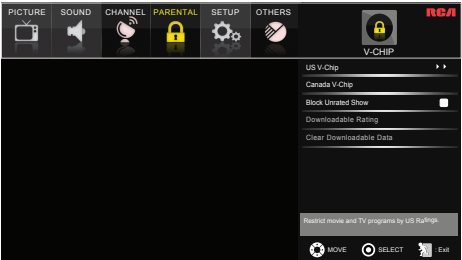 PICTURE SOUND CHANNEL PARENTAL SETUP OTHERS
RCA
V-CHIP
US V-Chip
Canada V-Chip
Block Unrated Show
Downloadable Rating
Clear Downloadable Data
Restrict movie and TV programs by US Ratings.
MOVE SELECT : Exit